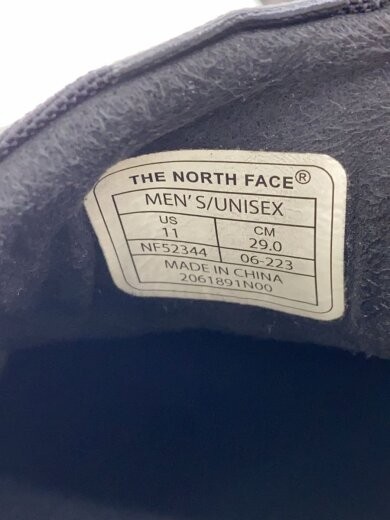 THE NORTH FACE®
MEN'S/UNISEX
US CM
11 29.0
NF52344 06-223
MADE IN CHINA
2061891N00